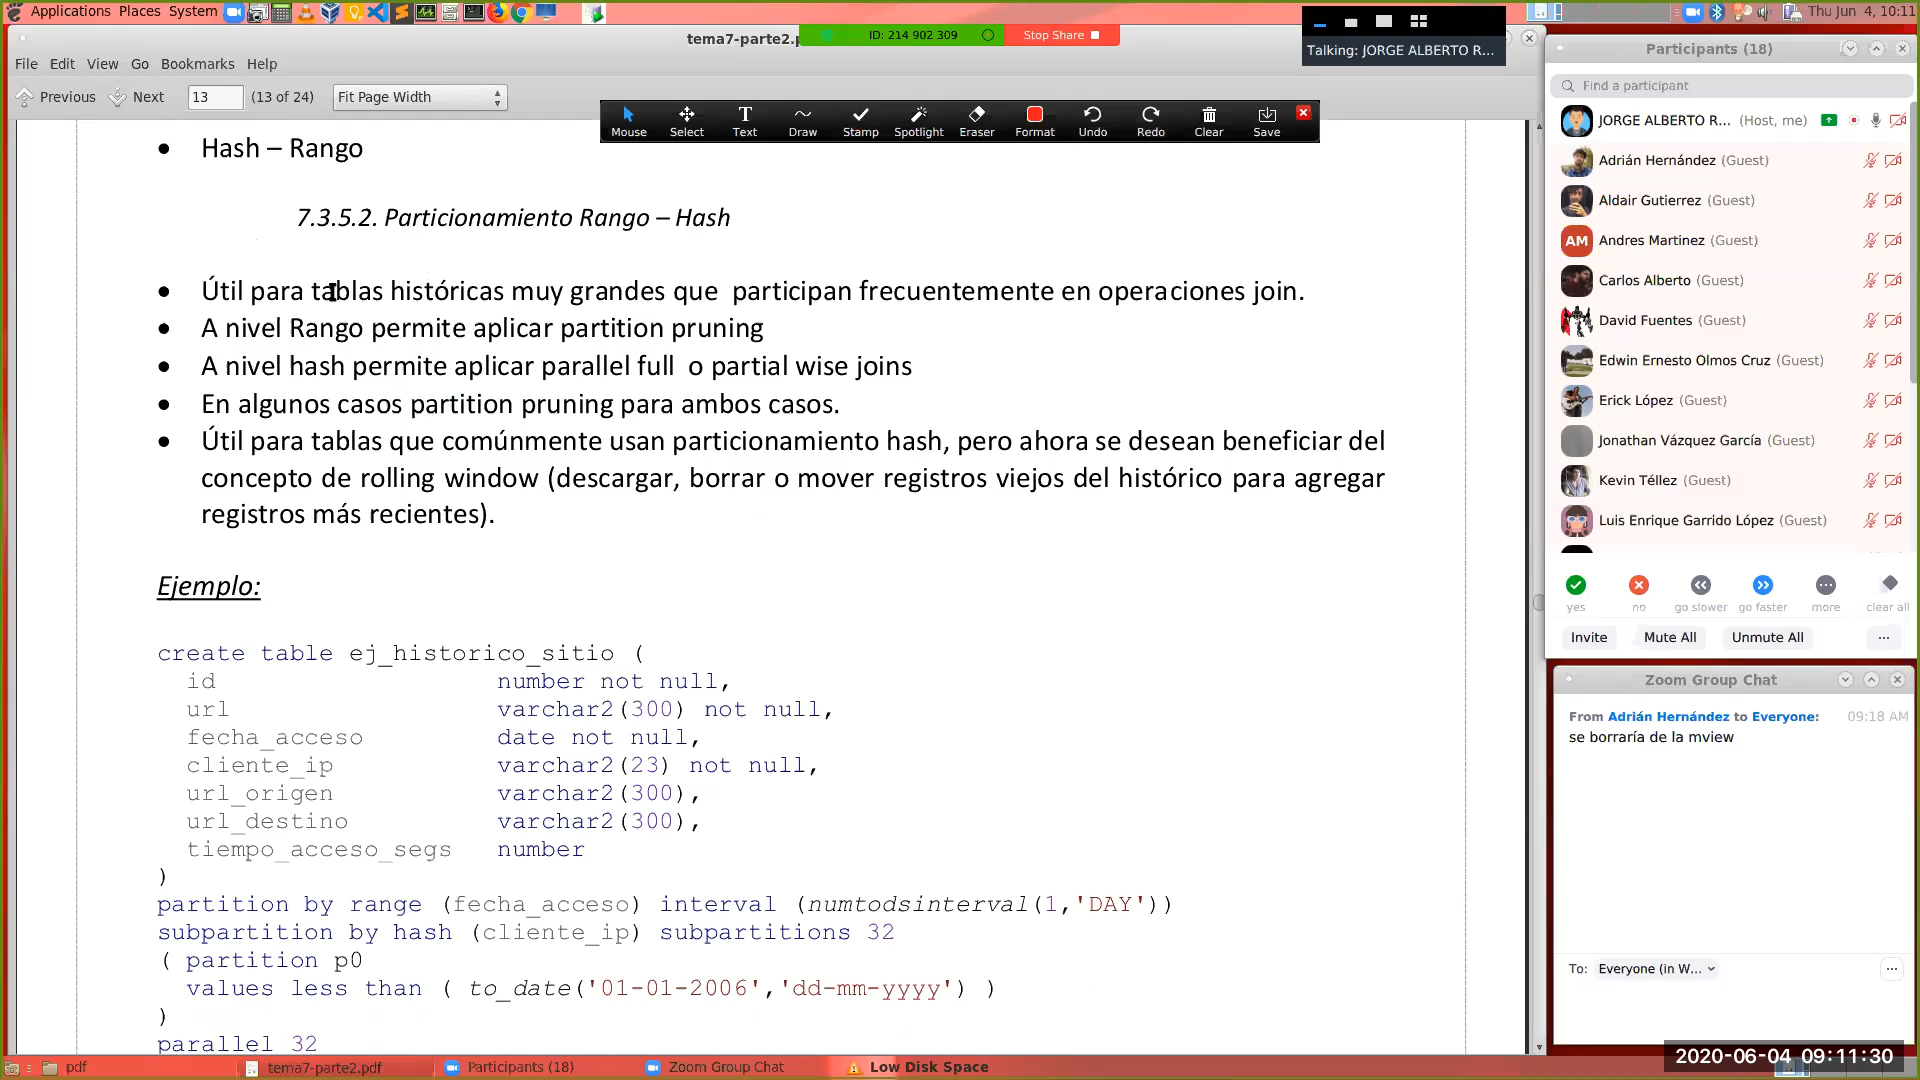 Applications Places System
Thu Jun 4, 10:11
tema7-parte2.p
ID: 214 902 309
Stop Share
Talking: JORGE ALBERTO R...
File Edit View Go Bookmarks Help
Previous Next 13 (13 of 24) Fit Page Width
Mouse Select Text Draw Stamp Spotlight Eraser Format Undo Redo Clear Save
• Hash – Rango
7.3.5.2. Particionamiento Rango – Hash
• Útil para tablas históricas muy grandes que participan frecuentemente en operaciones join.
• A nivel Rango permite aplicar partition pruning
• A nivel hash permite aplicar parallel full o partial wise joins
• En algunos casos partition pruning para ambos casos.
• Útil para tablas que comúnmente usan particionamiento hash, pero ahora se desean beneficiar del
concepto de rolling window (descargar, borrar o mover registros viejos del histórico para agregar
registros más recientes).
Ejemplo:
create table ej_historico_sitio (
id number not null,
url varchar2(300) not null,
fecha_acceso date not null,
cliente_ip varchar2(23) not null,
url_origen varchar2(300),
url_destino varchar2(300),
tiempo_acceso_segs number
)
partition by range (fecha_acceso) interval (numtodsinterval(1,'DAY'))
subpartition by hash (cliente_ip) subpartitions 32
( partition p0
values less than ( to_date('01-01-2006','dd-mm-yyyy') )
)
parallel 32
Participants (18)
Find a participant
JORGE ALBERTO R... (Host, me)
Adrián Hernández (Guest)
Aldair Gutierrez (Guest)
AM Andres Martinez (Guest)
Carlos Alberto (Guest)
David Fuentes (Guest)
Edwin Ernesto Olmos Cruz (Guest)
Erick López (Guest)
Jonathan Vázquez García (Guest)
Kevin Téllez (Guest)
Luis Enrique Garrido López (Guest)
yes no go slower go faster more clear all
Invite Mute All Unmute All ...
Zoom Group Chat
From Adrián Hernández to Everyone: 09:18 AM
se borraría de la mview
To: Everyone (in W... ...
pdf tema7-parte2.pdf Participants (18) Zoom Group Chat Low Disk Space
2020-06-04 09:11:30